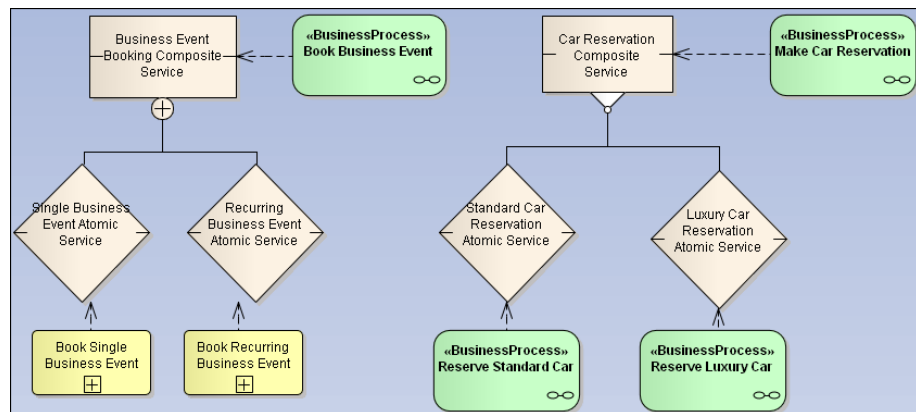 Business Event
Booking Composite
Service
«BusinessProcess»
Book Business Event
Car Reservation
Composite
Service
«BusinessProcess»
Make Car Reservation
Single Business
Event Atomic
Service
Recurring
Business Event
Atomic Service
Standard Car
Reservation
Atomic Service
Luxury Car
Reservation
Atomic Service
Book Single
Business Event
Book Recurring
Business Event
«BusinessProcess»
Reserve Standard Car
«BusinessProcess»
Reserve Luxury Car